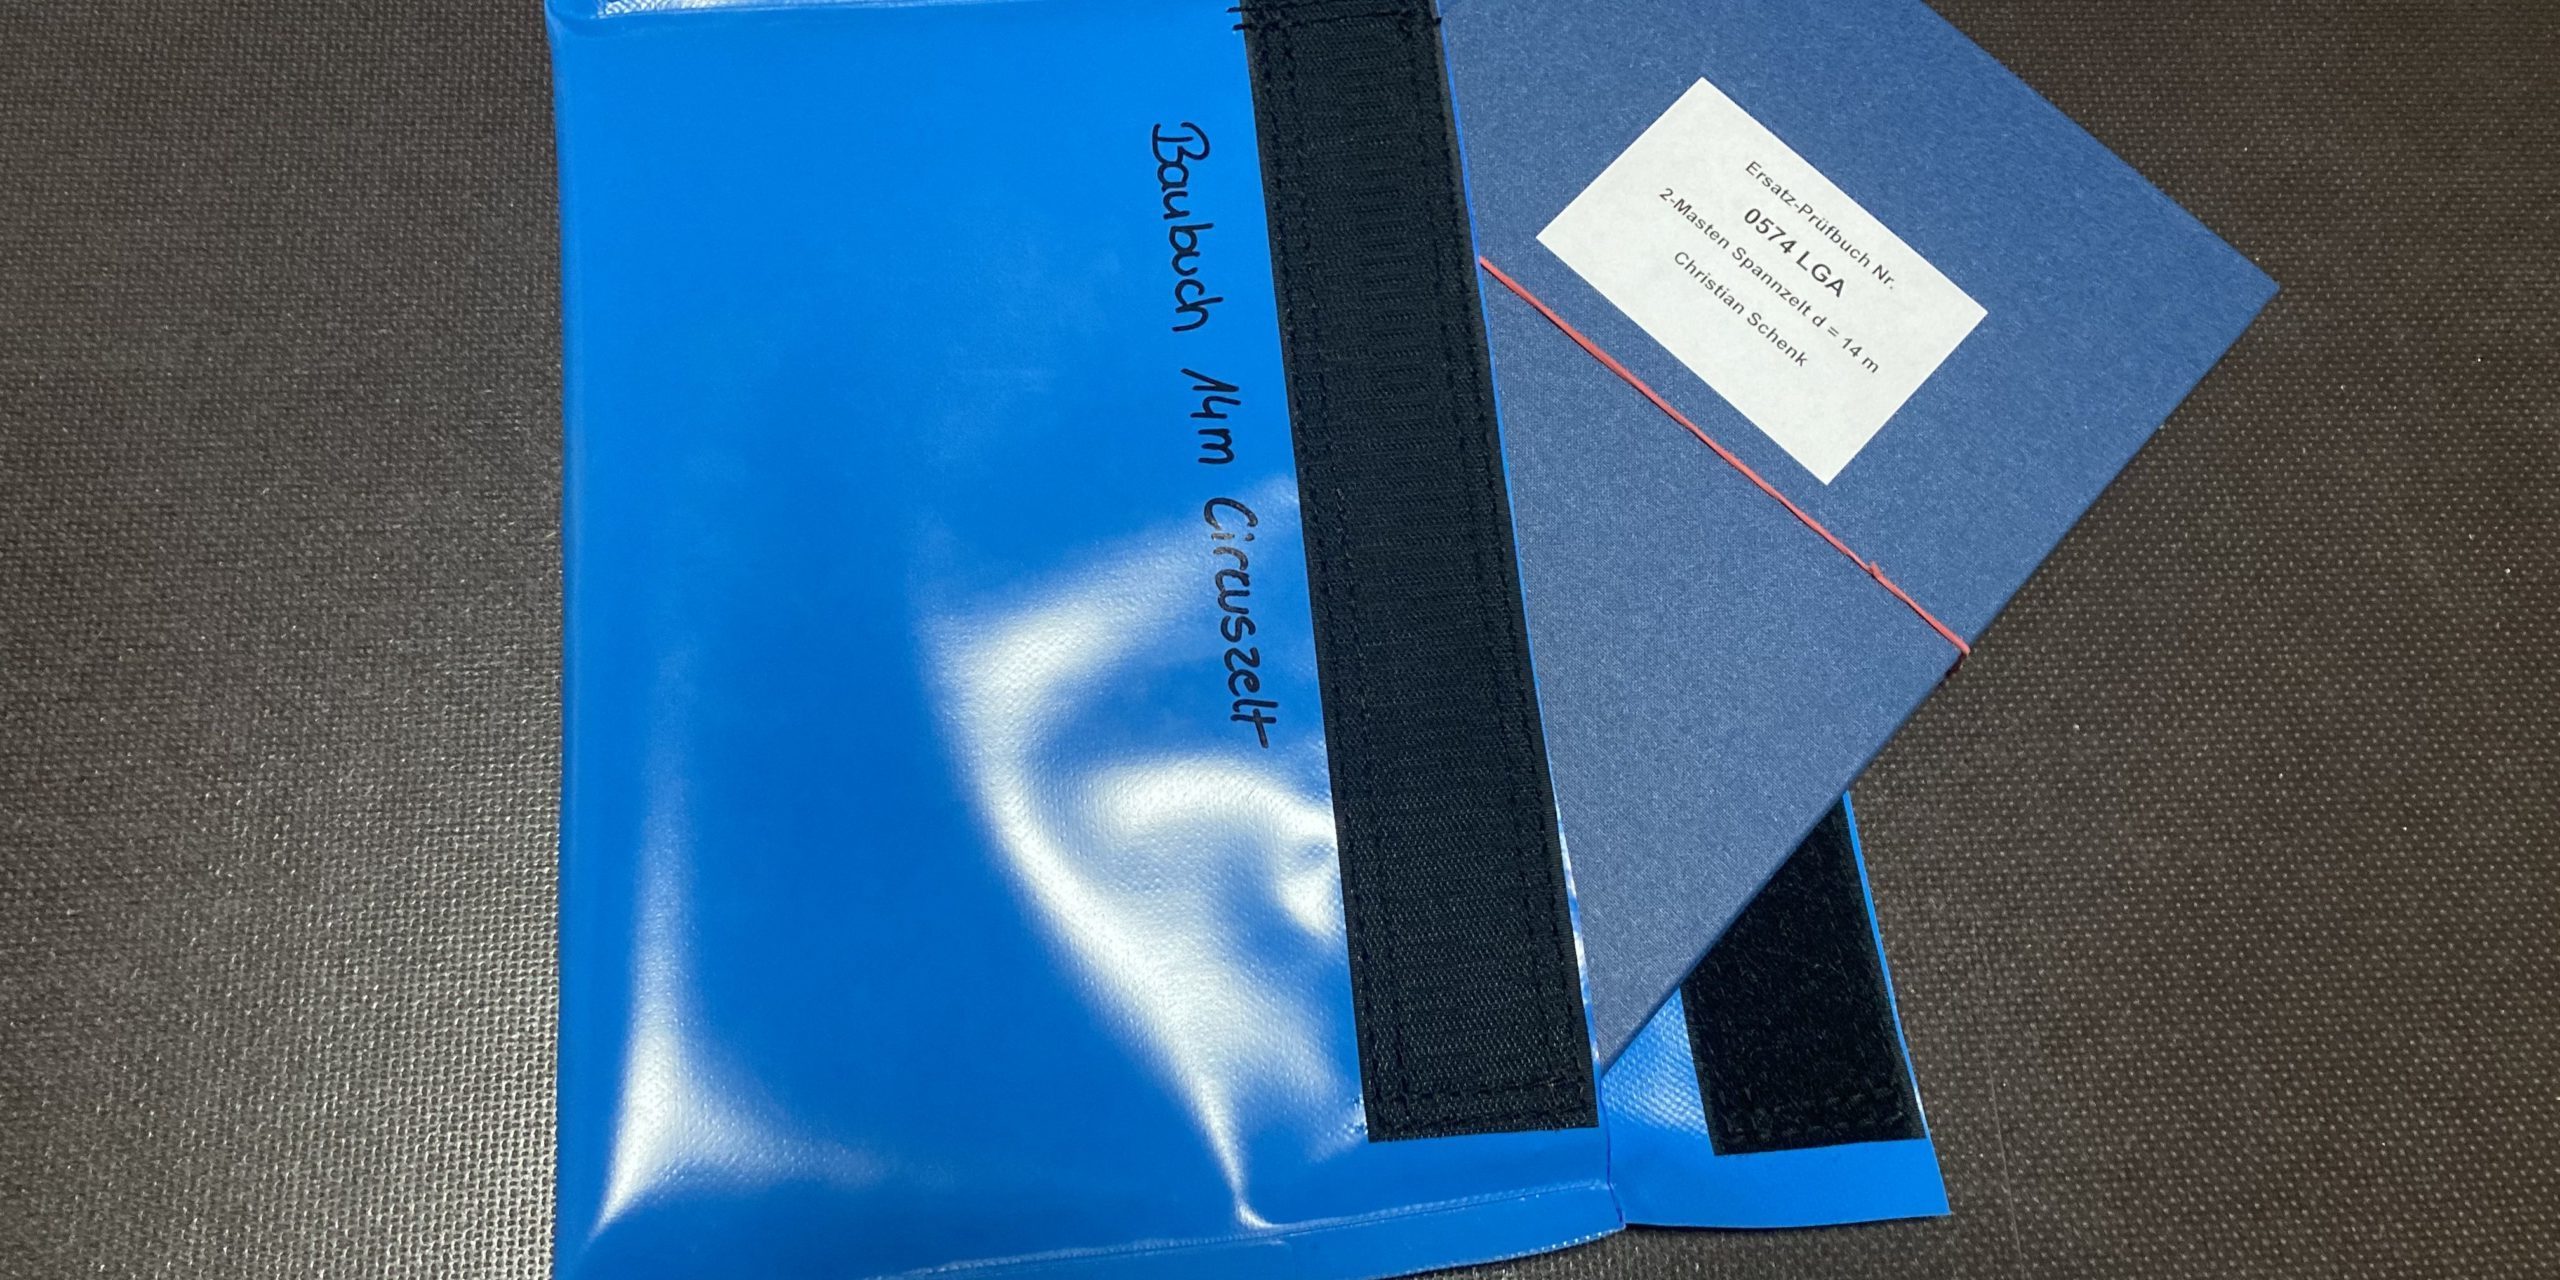 Baubuch 14m Circuszelt
Ersatz-Prüfbuch Nr.
0574 LGA
2-Masten Spannzelt d = 14 m
Christian Schenk